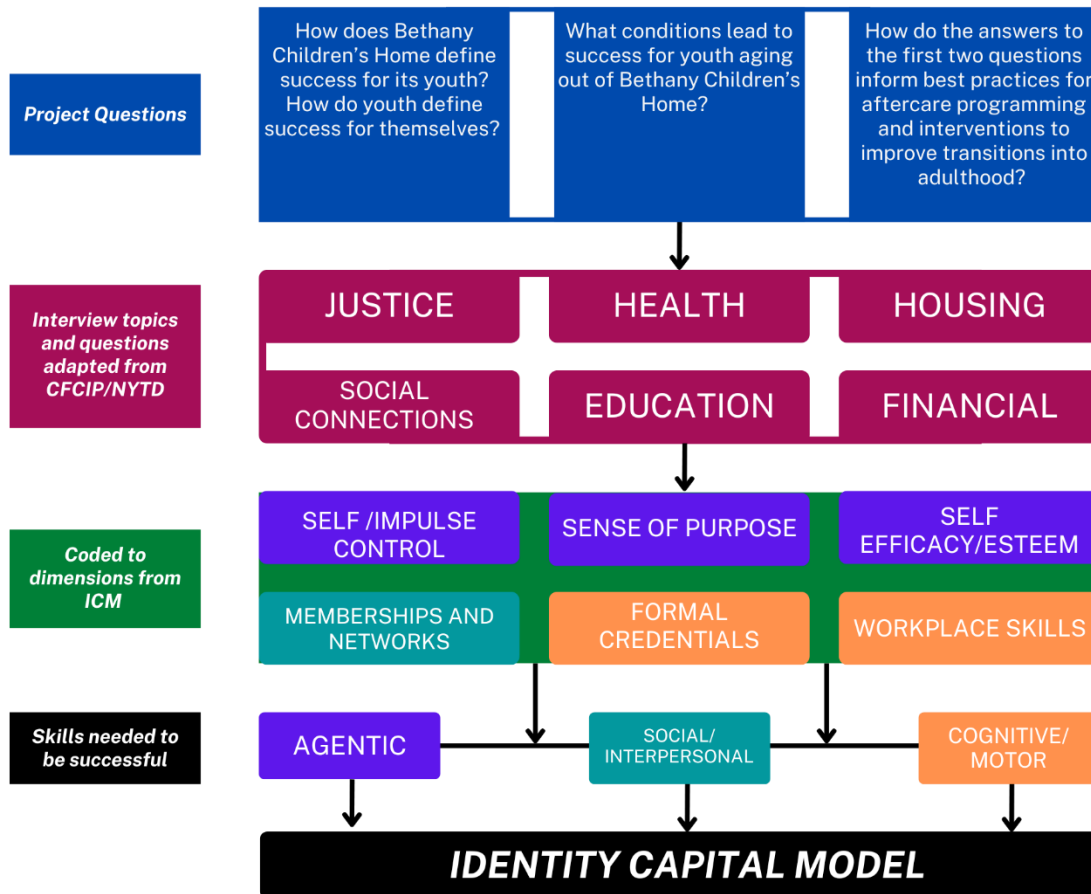 Project Questions
How does Bethany
Children's Home define
success for its youth?
How do youth define
success for themselves?
What conditions lead to
success for youth aging
out of Bethany Children's
Home?
How do the answers to
the first two questions
inform best practices for
aftercare programming
and interventions to
improve transitions into
adulthood?
Interview topics
and questions
adapted from
CFCIP/NYTD
JUSTICE
HEALTH
HOUSING
SOCIAL
CONNECTIONS
EDUCATION
FINANCIAL
Coded to
dimensions from
ICM
SELF /IMPULSE
CONTROL
SENSE OF PURPOSE
SELF
EFFICACY/ESTEEM
MEMBERSHIPS AND
NETWORKS
FORMAL
CREDENTIALS
WORKPLACE SKILLS
Skills needed to
be successful
AGENTIC
SOCIAL/
INTERPERSONAL
COGNITIVE/
MOTOR
IDENTITY CAPITAL MODEL